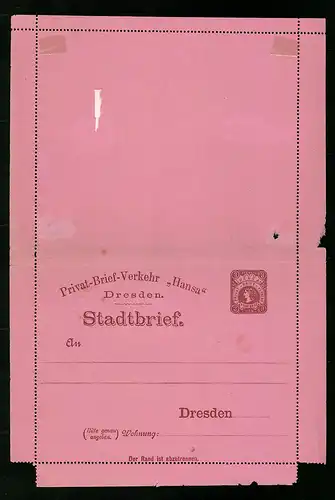 Privat-Brief-Verkehr „Hansa“
Dresden.
Stadtbrief.
An
Dresden
(Bitte genau angeben.) Wohnung:
Der Rand ist abzutrennen.